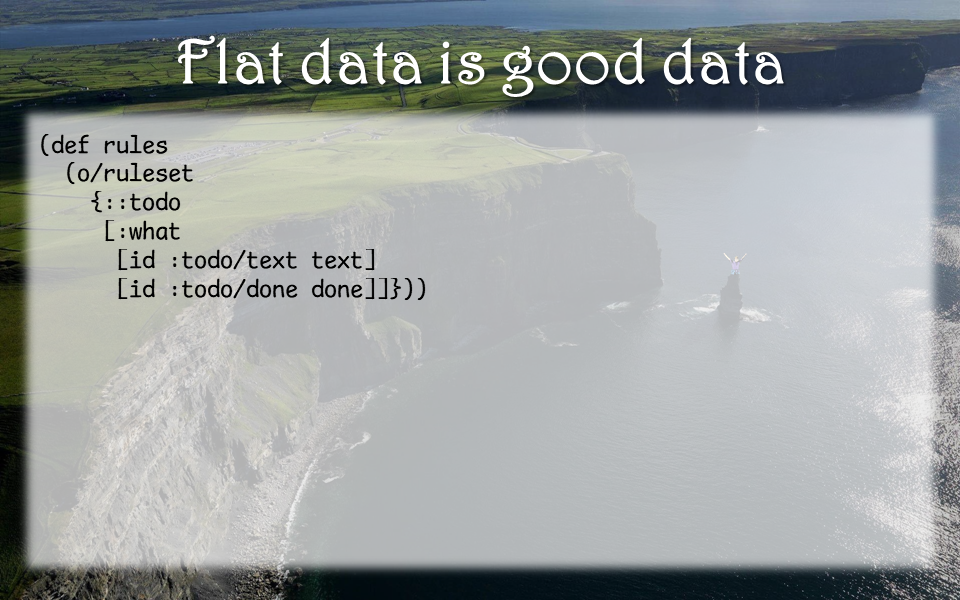 Flat data is good data
(def rules
  (o/ruleset
    {::todo
     [:what
      [id :todo/text text]
      [id :todo/done done]]}))